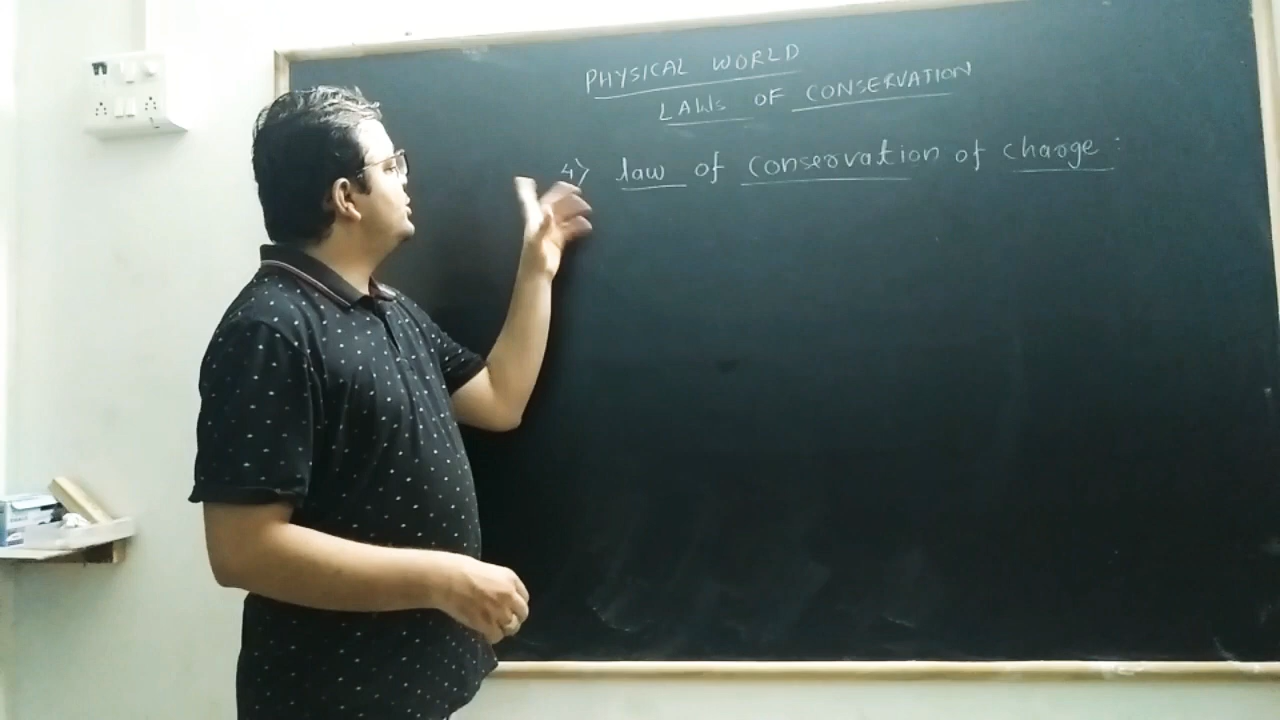 PHYSICAL WORLD
LAWS OF CONSERVATION
4) law of conservation of charge :